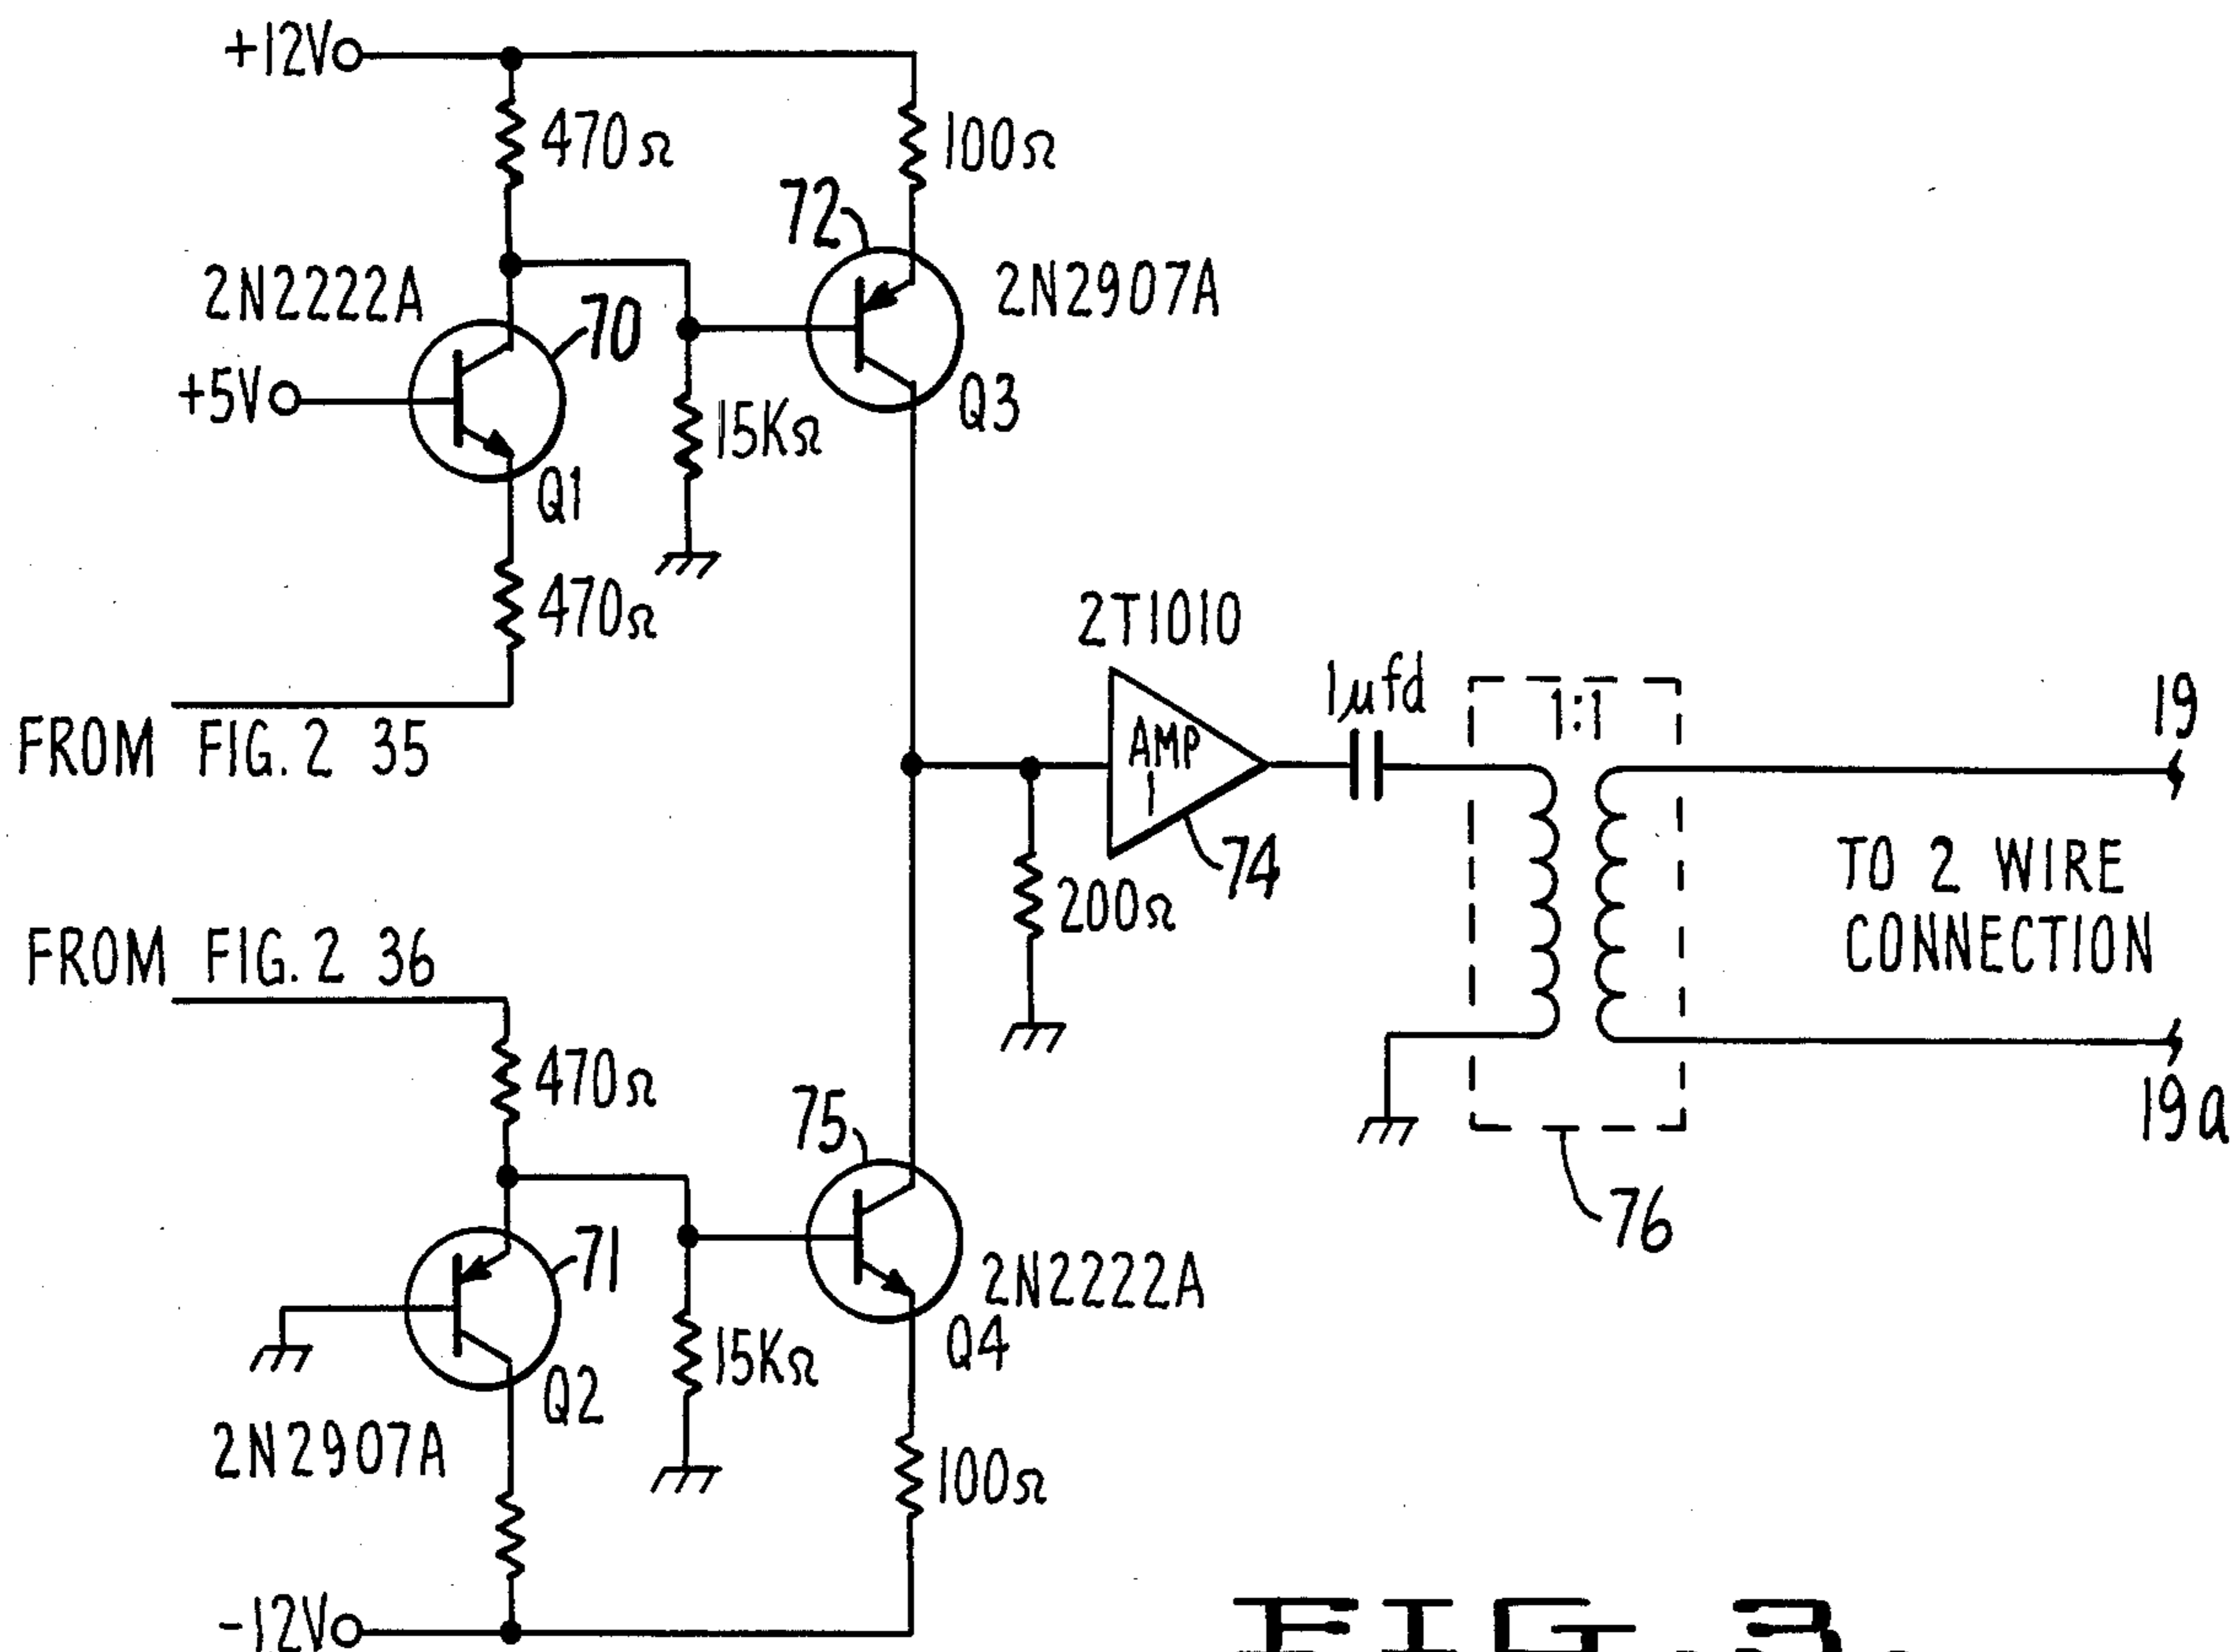 +12V
470Ω
100Ω
72
2N2222A
70
2N2907A
+5V
Q3
15KΩ
Q1
470Ω
2T1010
1µfd
1:1
19
FROM FIG. 2 35
AMP
1
74
TO 2 WIRE
CONNECTION
200Ω
FROM FIG. 2 36
470Ω
75
19a
76
71
2N2222A
Q4
15KΩ
Q2
2N2907A
100Ω
-12V
FIG. 3.